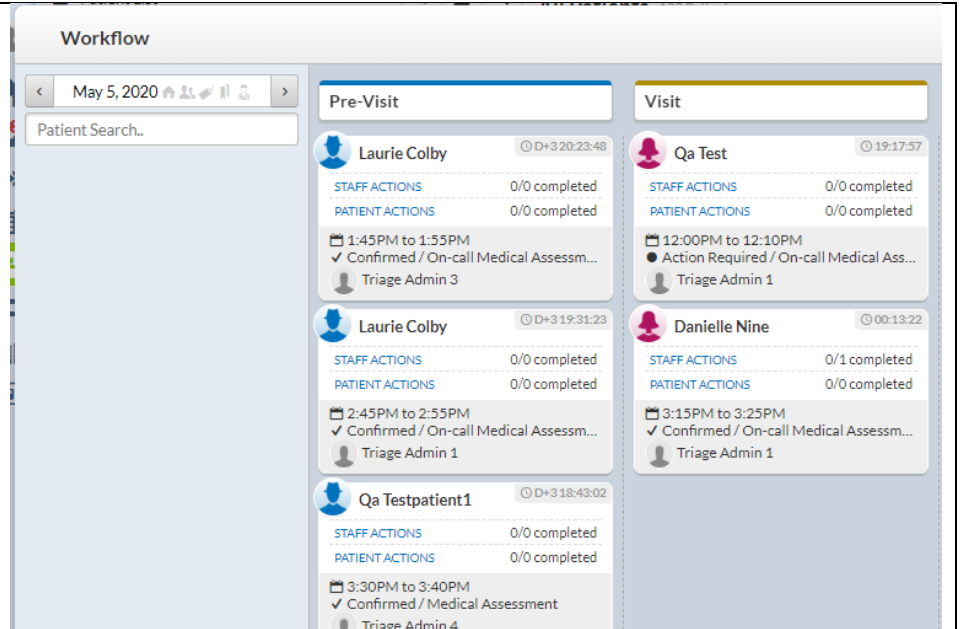 Workflow
May 5, 2020
Patient Search..
Pre-Visit
Laurie Colby
D+3 20:23:48
STAFF ACTIONS 0/0 completed
PATIENT ACTIONS 0/0 completed
1:45PM to 1:55PM
✓ Confirmed / On-call Medical Assessm...
Triage Admin 3
Laurie Colby
D+3 19:31:23
STAFF ACTIONS 0/0 completed
PATIENT ACTIONS 0/0 completed
2:45PM to 2:55PM
✓ Confirmed / On-call Medical Assessm...
Triage Admin 1
Qa Testpatient1
D+3 18:43:02
STAFF ACTIONS 0/0 completed
PATIENT ACTIONS 0/0 completed
3:30PM to 3:40PM
✓ Confirmed / Medical Assessment
Triage Admin 4
Visit
Qa Test
19:17:57
STAFF ACTIONS 0/0 completed
PATIENT ACTIONS 0/0 completed
12:00PM to 12:10PM
● Action Required / On-call Medical Ass...
Triage Admin 1
Danielle Nine
00:13:22
STAFF ACTIONS 0/1 completed
PATIENT ACTIONS 0/0 completed
3:15PM to 3:25PM
✓ Confirmed / On-call Medical Assessm...
Triage Admin 1